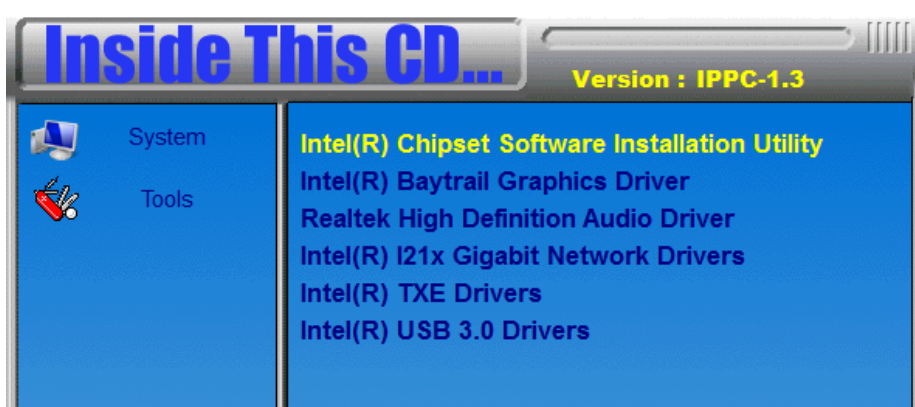 Inside This CD...
Version : IPPC-1.3
System
Tools
Intel(R) Chipset Software Installation Utility
Intel(R) Baytrail Graphics Driver
Realtek High Definition Audio Driver
Intel(R) I21x Gigabit Network Drivers
Intel(R) TXE Drivers
Intel(R) USB 3.0 Drivers